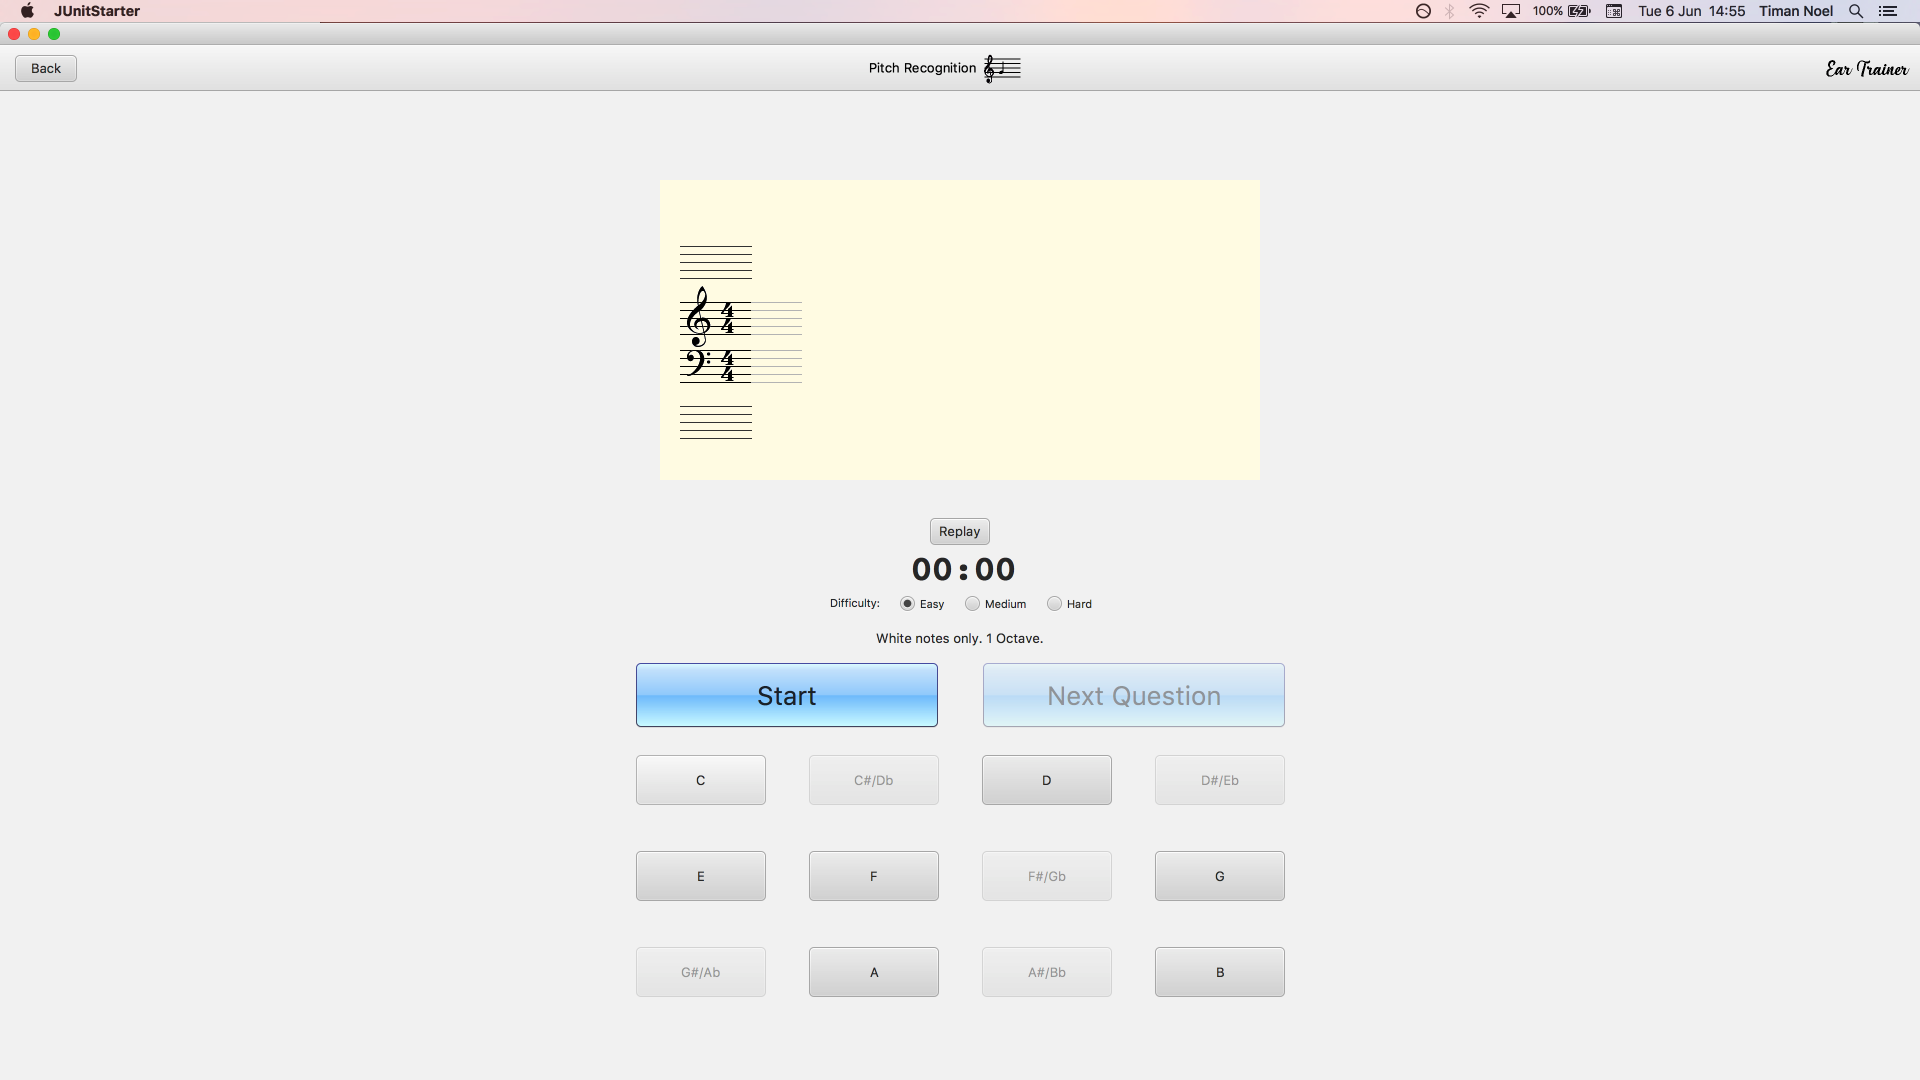 JUnitStarter 100% Tue 6 Jun 14:55 Timan Noel
Back Pitch Recognition Ear Trainer
4
4
4
4
Replay
00:00
Difficulty: Easy Medium Hard
White notes only. 1 Octave.
Start Next Question
C C#/Db D D#/Eb
E F F#/Gb G
G#/Ab A A#/Bb B